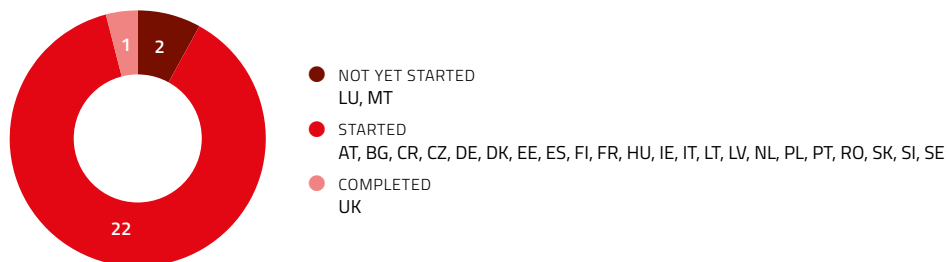 1
2
22
NOT YET STARTED
LU, MT
STARTED
AT, BG, CR, CZ, DE, DK, EE, ES, FI, FR, HU, IE, IT, LT, LV, NL, PL, PT, RO, SK, SI, SE
COMPLETED
UK